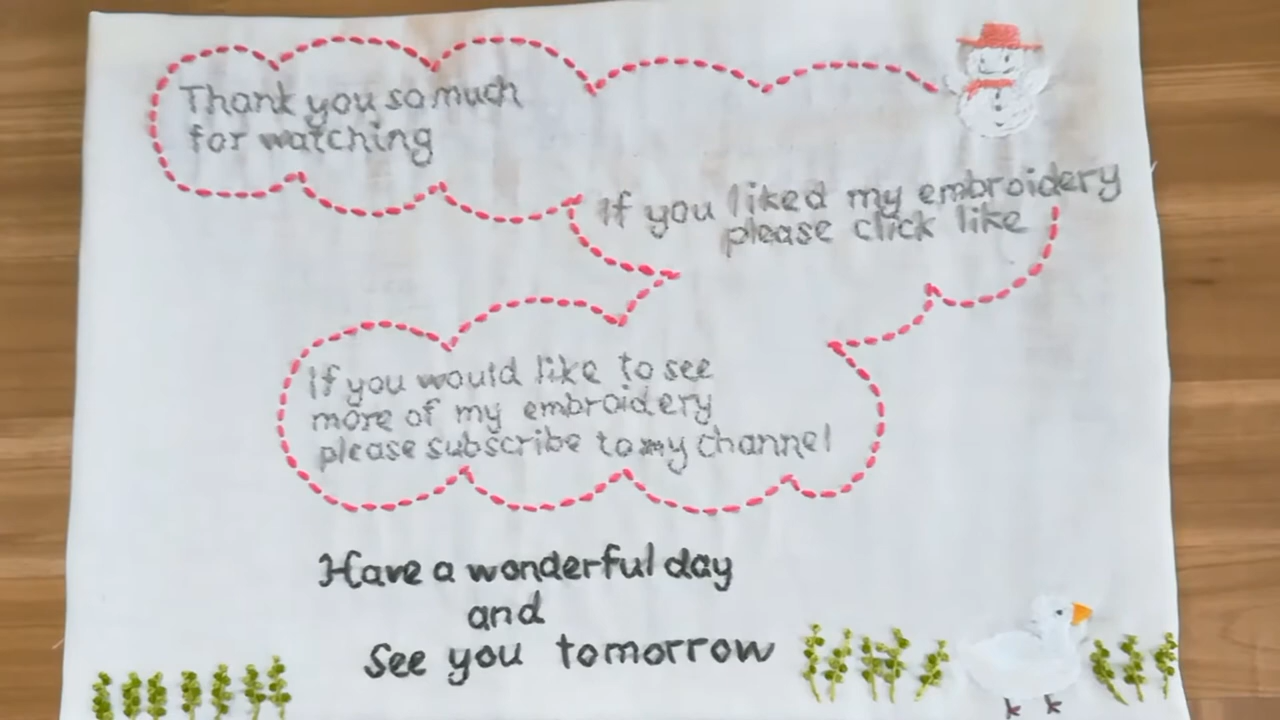 Thank you so much
for watching
If you liked my embroidery
please click like
If you would like to see
more of my embroidery
please subscribe to my channel
Have a wonderful day
and
See you tomorrow